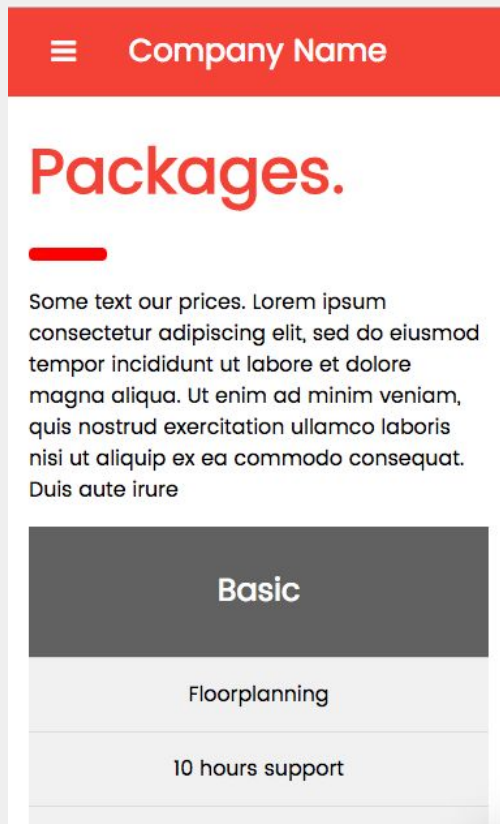 Company Name
Packages.
Some text our prices. Lorem ipsum
consectetur adipiscing elit, sed do eiusmod
tempor incididunt ut labore et dolore
magna aliqua. Ut enim ad minim veniam,
quis nostrud exercitation ullamco laboris
nisi ut aliquip ex ea commodo consequat.
Duis aute irure
Basic
Floorplanning
10 hours support